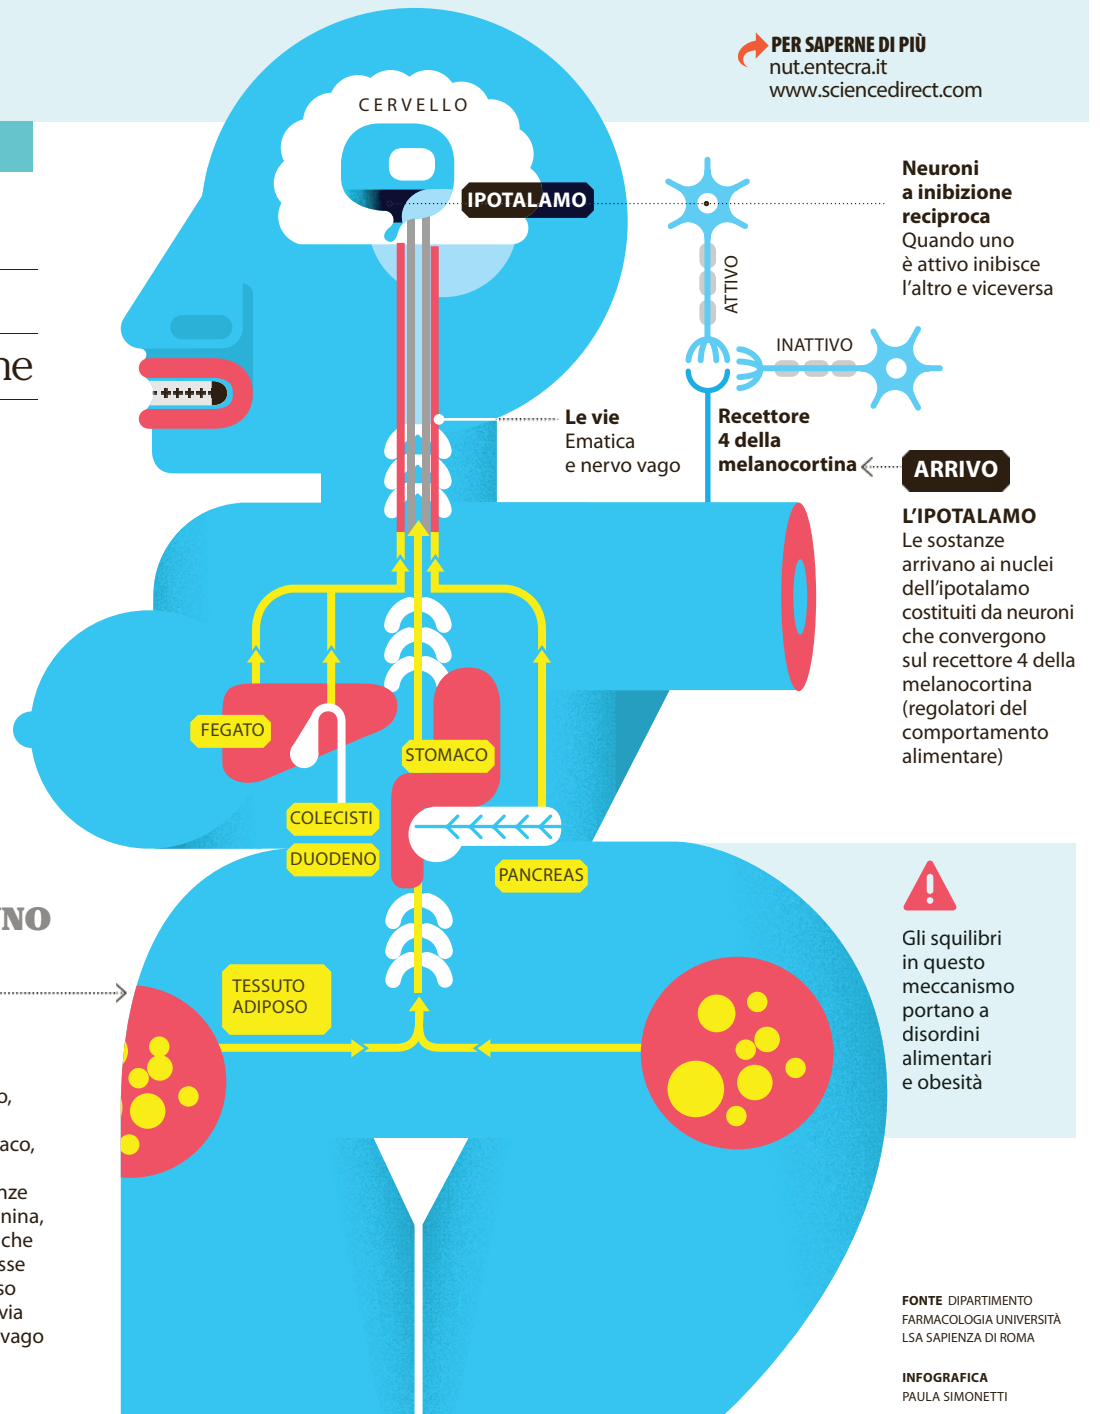 PER SAPERNE DI PIÙ
nut.entecra.it
www.sciencedirect.com
CERVELLO
IPOTALAMO
Neuroni
a inibizione
reciproca
Quando uno
è attivo inibisce
l'altro e viceversa
ATTIVO
INATTIVO
Le vie
Ematica
e nervo vago
Recettore
4 della
melanocortina
ARRIVO
L'IPOTALAMO
Le sostanze
arrivano ai nuclei
dell'ipotalamo
costituiti da neuroni
che convergono
sul recettore 4 della
melanocortina
(regolatori del
comportamento
alimentare)
FEGATO
STOMACO
COLECISTI
DUODENO
PANCREAS
TESSUTO
ADIPOSO
Gli squilibri
in questo
meccanismo
portano a
disordini
alimentari
e obesità
che
via
vago
FONTE DIPARTIMENTO
FARMACOLOGIA UNIVERSITÀ
LSA SAPIENZA DI ROMA
INFOGRAFICA
PAULA SIMONETTI